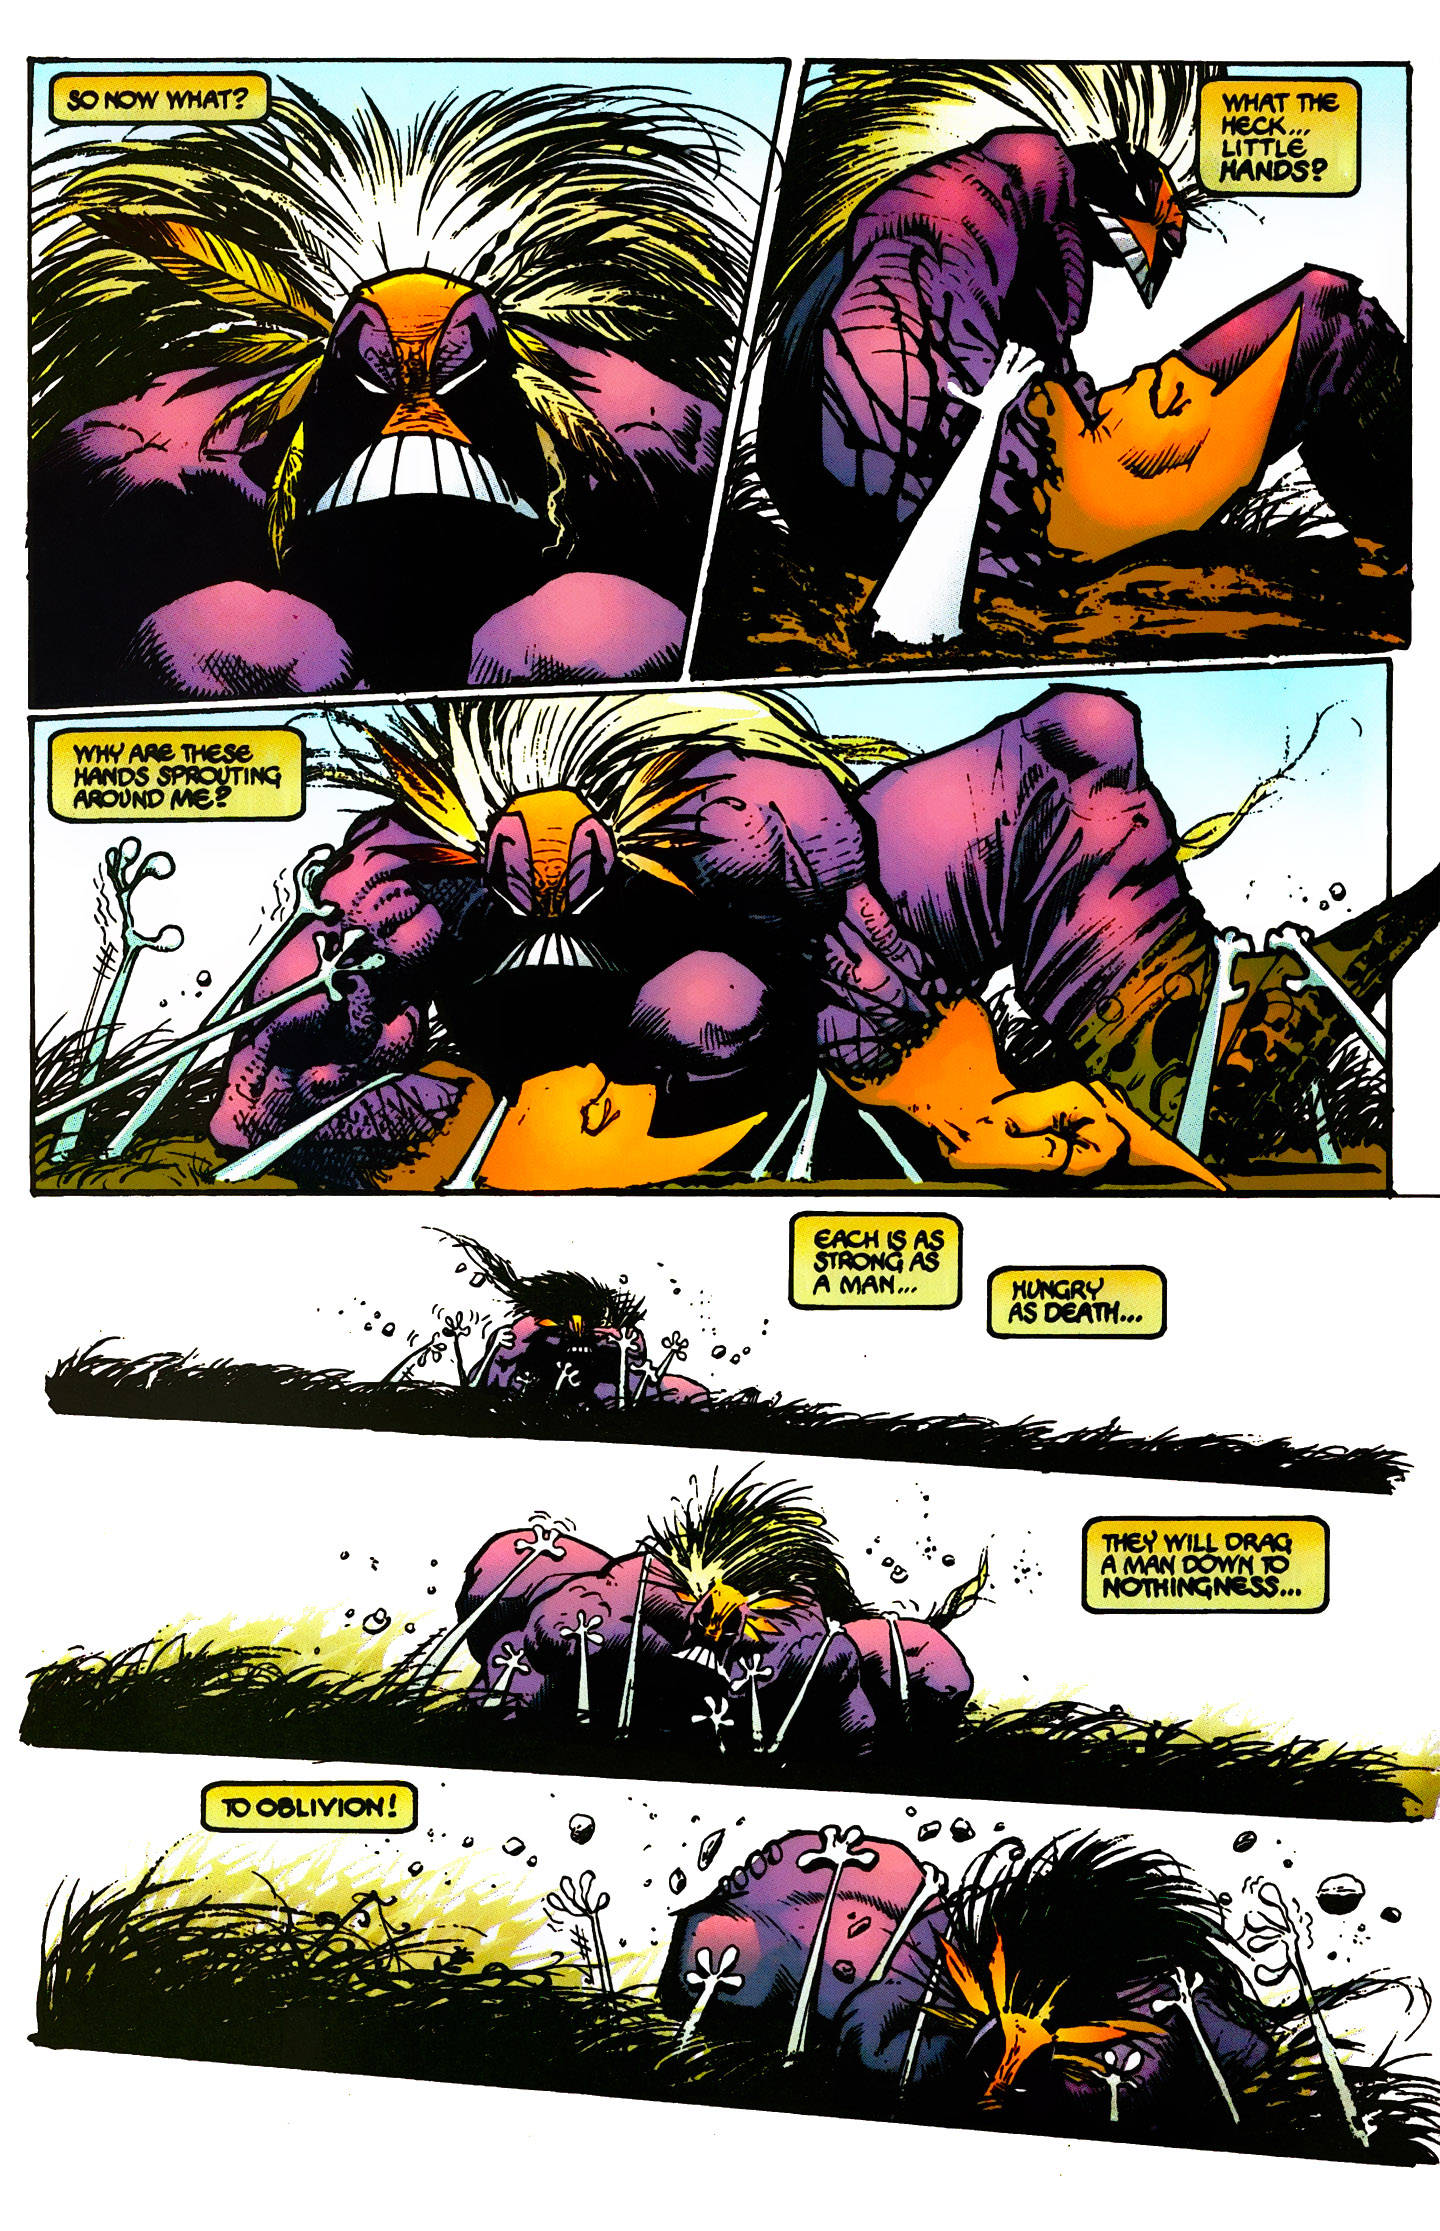 SO NOW WHAT?
WHAT THE
HECK...
LITTLE
HANDS?
WHY ARE THESE
HANDS SPROUTING
AROUND ME?
EACH IS AS
STRONG AS
A MAN...
HUNGRY
AS DEATH...
THEY WILL DRAG
A MAN DOWN TO
NOTHINGNESS...
TO OBLIVION!